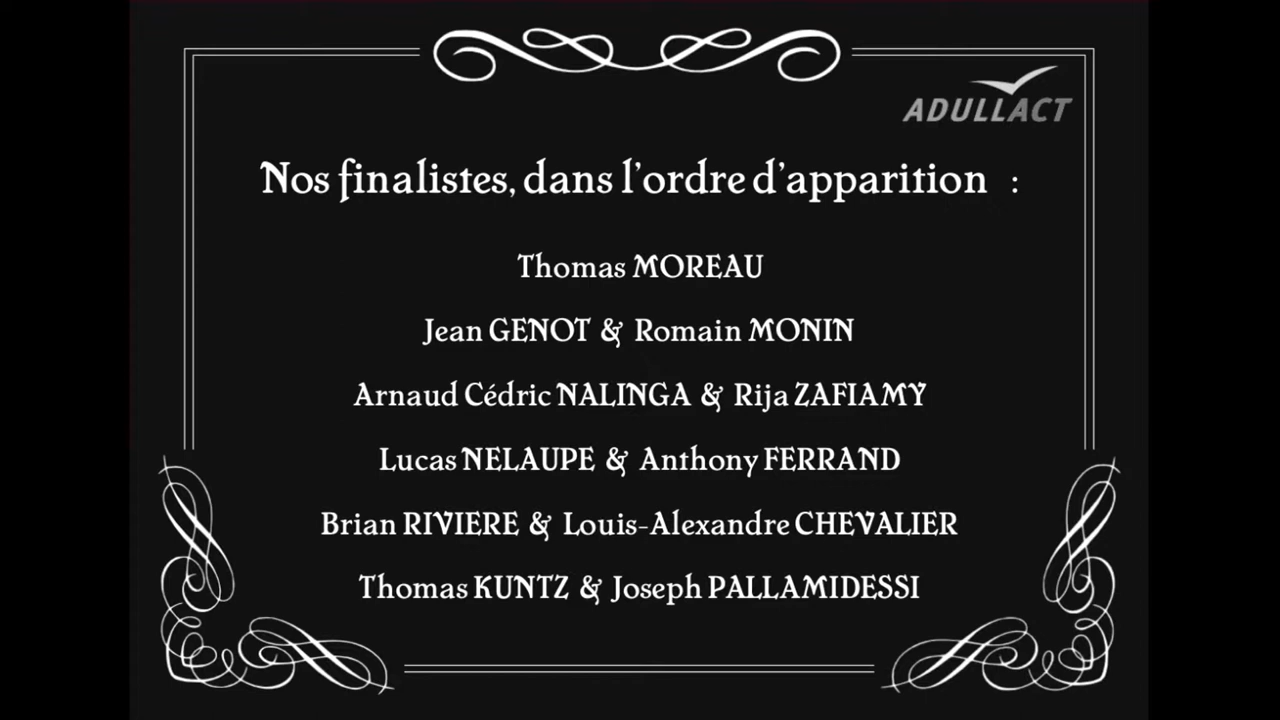 ADULLACT
Nos finalistes, dans l'ordre d'apparition :
Thomas MOREAU
Jean GENOT & Romain MONIN
Arnaud Cédric NALINGA & Rija ZAFIAMY
Lucas NELAUPE & Anthony FERRAND
Brian RIVIERE & Louis-Alexandre CHEVALIER
Thomas KUNTZ & Joseph PALLAMIDESSI